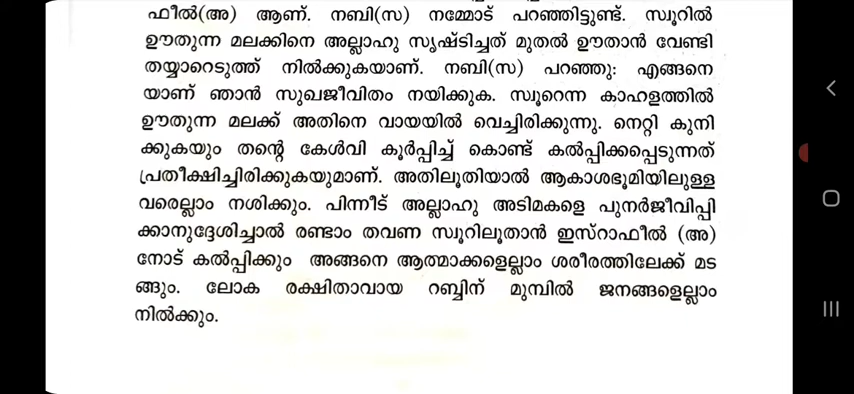 ഫീൽ(അ) ആണ്. നബി(സ) നമ്മോട് പറഞ്ഞിട്ടുണ്ട്. സ്വൂറിൽ
ഊതുന്ന മലക്കിനെ അല്ലാഹു സൃഷ്ടിച്ചത് മുതൽ ഊതാൻ വേണ്ടി
തയ്യാറെടുത്ത് നിൽക്കുകയാണ്. നബി(സ) പറഞ്ഞു: എങ്ങനെ
യാണ് ഞാൻ സുഖജീവിതം നയിക്കുക. സ്വൂറെന്ന കാഹളത്തിൽ
ഊതുന്ന മലക്ക് അതിനെ വായയിൽ വെച്ചിരിക്കുന്നു. നെറ്റി കുനി
ക്കുകയും തന്റെ കേൾവി കൂർപ്പിച്ച് കൊണ്ട് കൽപ്പിക്കപ്പെടുന്നത്
പ്രതീക്ഷിച്ചിരിക്കുകയുമാണ്. അതിലൂതിയാൽ ആകാശഭൂമിയിലുള്ള
വരെല്ലാം നശിക്കും. പിന്നീട് അല്ലാഹു അടിമകളെ പുനർജീവിപ്പി
ക്കാനുദ്ദേശിച്ചാൽ രണ്ടാം തവണ സ്വൂറിലൂതാൻ ഇസ്റാഫീൽ (അ)
നോട് കൽപ്പിക്കും അങ്ങനെ ആത്മാക്കളെല്ലാം ശരീരത്തിലേക്ക് മട
ങ്ങും. ലോക രക്ഷിതാവായ റബ്ബിന് മുമ്പിൽ ജനങ്ങളെല്ലാം
നിൽക്കും.